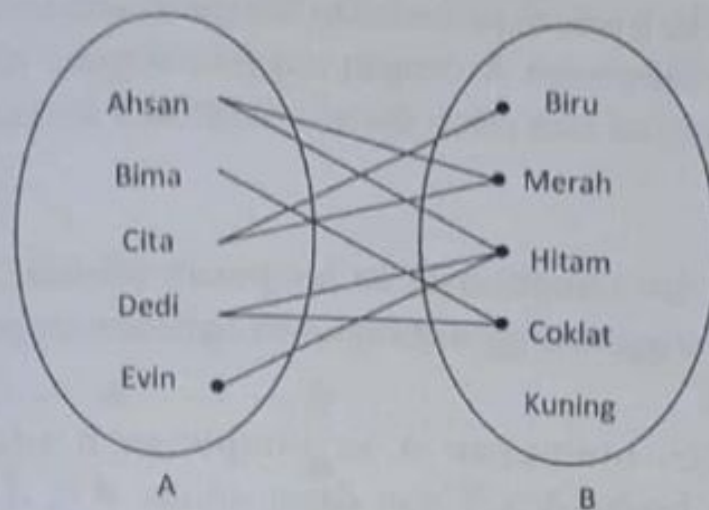 Ahsan
Bima
Cita
Dedi
Evin
A
Biru
Merah
Hitam
Coklat
Kuning
B